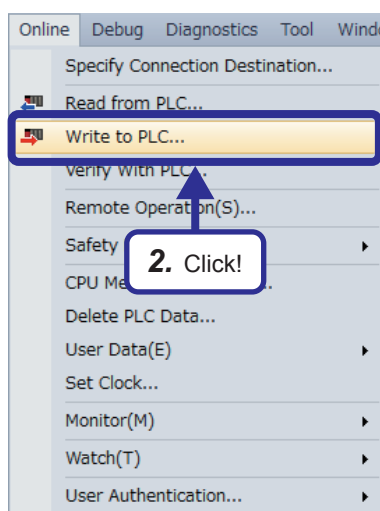 Online Debug Diagnostics Tool
Specify Connection Destination...
Read from PLC...
Write to PLC...
Verify With PLC...
Remote Operation(S)...
Safety
2. Click!
Delete PLC Data...
User Data(E)
Set Clock...
Monitor(M)
Watch(T)
User Authentication...